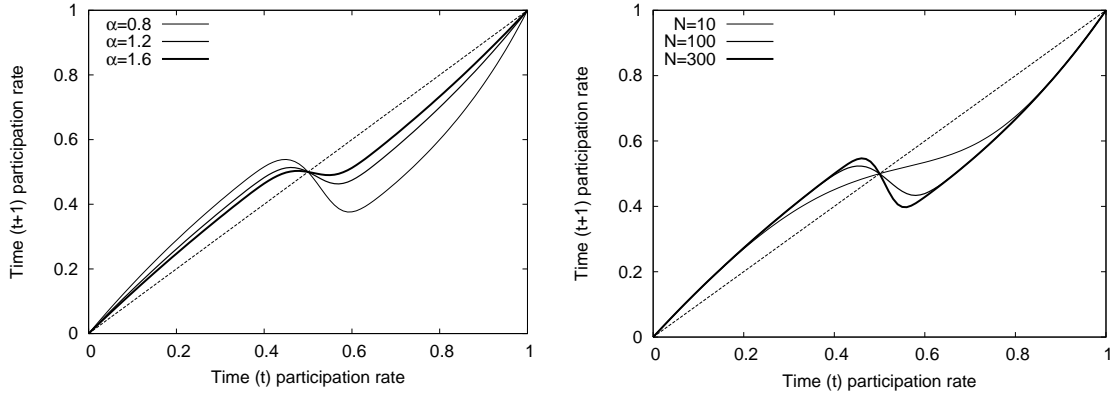 α=0.8
α=1.2
α=1.6
1
0.8
0.6
0.4
0.2
0
Time (t+1) participation rate
0 0.2 0.4 0.6 0.8 1
Time (t) participation rate
N=10
N=100
N=300
1
0.8
0.6
0.4
0.2
0
Time (t+1) participation rate
0 0.2 0.4 0.6 0.8 1
Time (t) participation rate